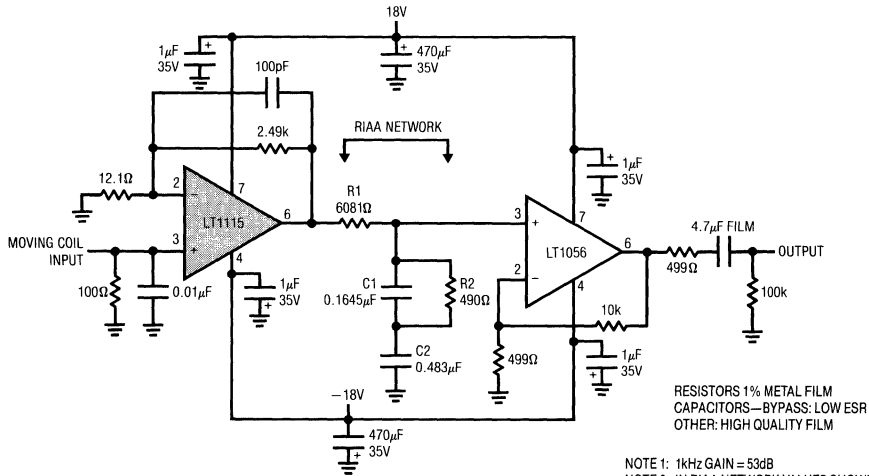 18V
1μF
35V
+
470μF
35V
+
100pF
2.49k
RIAA NETWORK
12.1Ω
2
−
7
LT1115
6
R1
6081Ω
MOVING COIL
INPUT
3
+
4
100Ω
0.01μF
1μF
35V
+
C1
0.1645μF
R2
490Ω
C2
0.483μF
3
+
7
LT1056
6
2
−
4
+
1μF
35V
4.7μF FILM
499Ω
OUTPUT
100k
10k
499Ω
1μF
35V
+
−18V
470μF
35V
+
RESISTORS 1% METAL FILM
CAPACITORS—BYPASS: LOW ESR
OTHER: HIGH QUALITY FILM
NOTE 1: 1kHz GAIN = 53dB